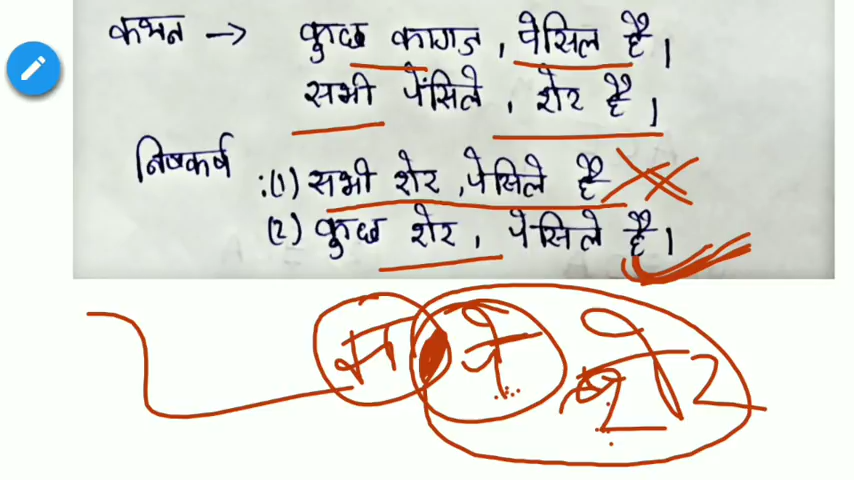 कथन → कुछ कागज, पेंसिल है।
सभी पेंसिले, शेर है।
निष्कर्ष :(1) सभी शेर, पेंसिले है
(2) कुछ शेर, पेंसिले है।
का पे शेर